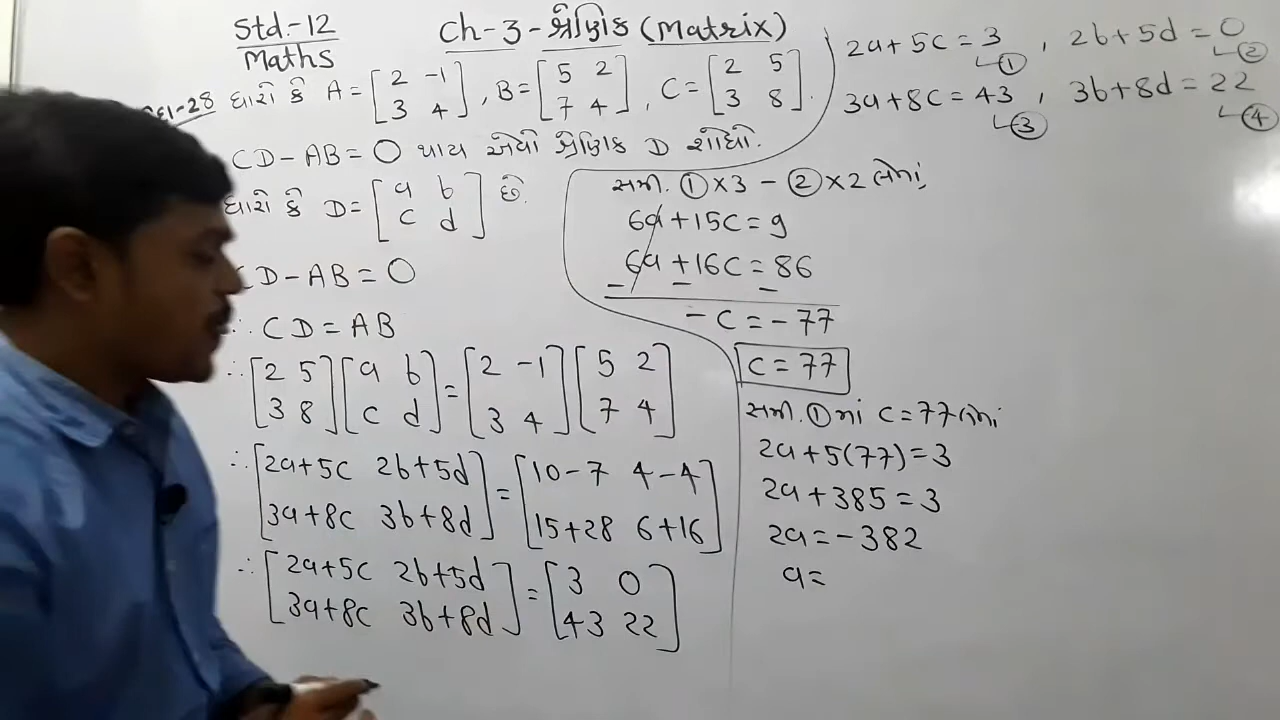 Std.-12
Maths
Ch-3-શ્રેણિક (Matrix)
ધારો કે A = [2 -1; 3 4], B = [5 2; 7 4], C = [2 5; 3 8].
CD-AB=O થાય એવો શ્રેણિક D શોધો.
ધારો કે D = [a b; c d] છે.
CD-AB=O
∴ CD=AB
∴ [2 5; 3 8] [a b; c d] = [2 -1; 3 4] [5 2; 7 4]
∴ [2a+5c 2b+5d; 3a+8c 3b+8d] = [10-7 4-4; 15+28 6+16]
∴ [2a+5c 2b+5d; 3a+8c 3b+8d] = [3 0; 43 22]
2a+5c=3 ①, 2b+5d=0 ②
3a+8c=43 ③, 3b+8d=22 ④
સમી. ①×3 - ②×2 લેતાં,
6a+15c=9
6a+16c=86
- - -
-c=-77
c=77
સમી. ①માં c=77 લેતાં
2a+5(77)=3
2a+385=3
2a=-382
a=